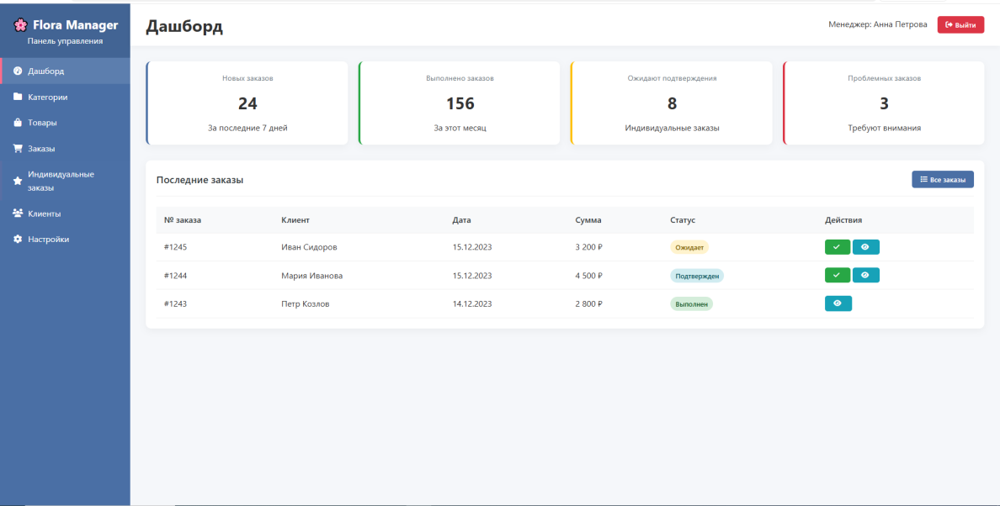 Flora Manager
Панель управления
Дашборд
Категории
Товары
Заказы
Индивидуальные
заказы
Клиенты
Настройки
Дашборд
Менеджер: Анна Петрова
Выйти
Новых заказов
24
За последние 7 дней
Выполнено заказов
156
За этот месяц
Ожидают подтверждения
8
Индивидуальные заказы
Проблемных заказов
3
Требуют внимания
Последние заказы
Все заказы
№ заказа Клиент Дата Сумма Статус Действия
#1245 Иван Сидоров 15.12.2023 3 200 ₽ Ожидает
#1244 Мария Иванова 15.12.2023 4 500 ₽ Подтвержден
#1243 Петр Козлов 14.12.2023 2 800 ₽ Выполнен